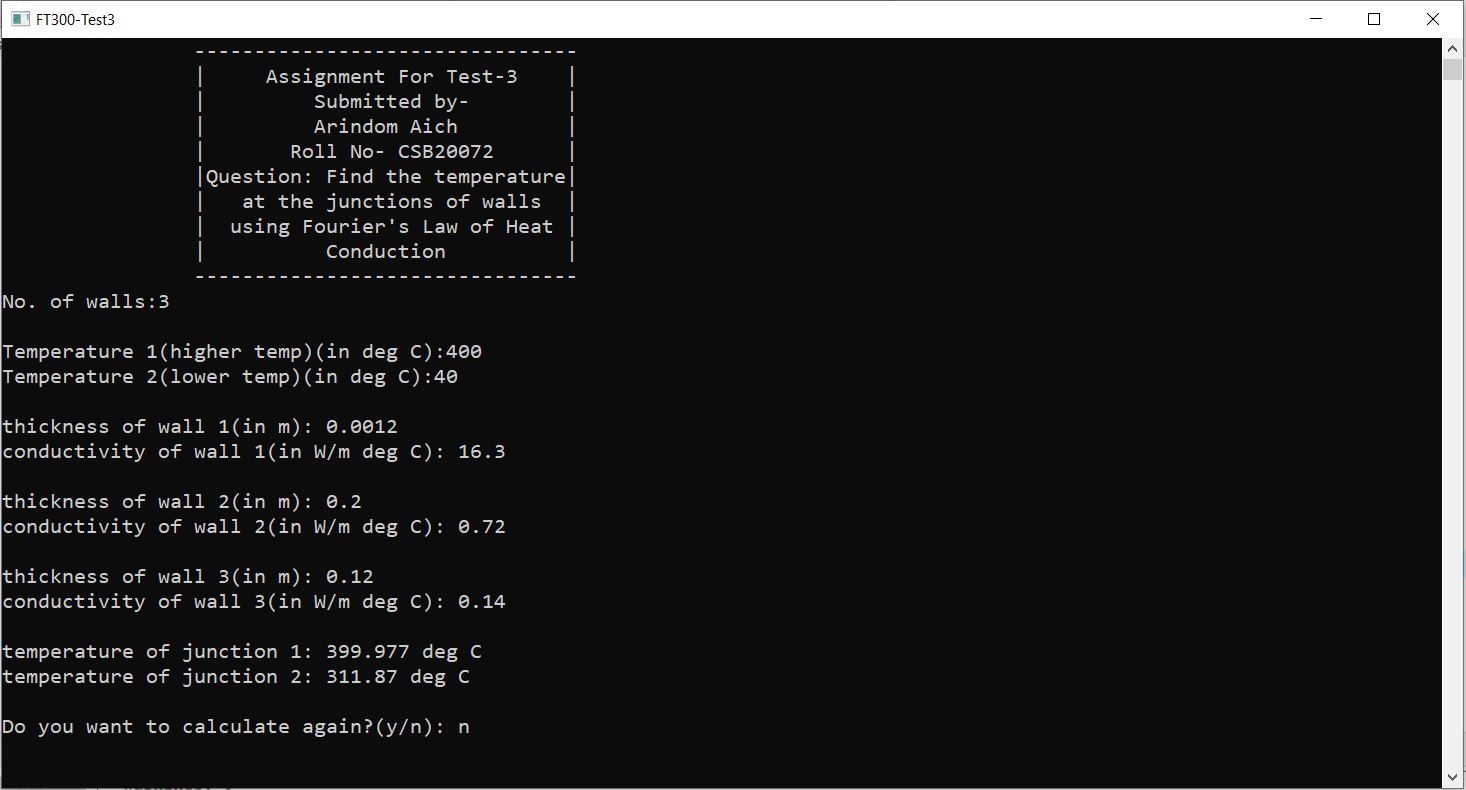 FT300-Test3
--------------------------------
| Assignment For Test-3 |
| Submitted by- |
| Arindom Aich |
| Roll No- CSB20072 |
|Question: Find the temperature|
| at the junctions of walls |
| using Fourier's Law of Heat |
| Conduction |
--------------------------------
No. of walls:3
Temperature 1(higher temp)(in deg C):400
Temperature 2(lower temp)(in deg C):40
thickness of wall 1(in m): 0.0012
conductivity of wall 1(in W/m deg C): 16.3
thickness of wall 2(in m): 0.2
conductivity of wall 2(in W/m deg C): 0.72
thickness of wall 3(in m): 0.12
conductivity of wall 3(in W/m deg C): 0.14
temperature of junction 1: 399.977 deg C
temperature of junction 2: 311.87 deg C
Do you want to calculate again?(y/n): n